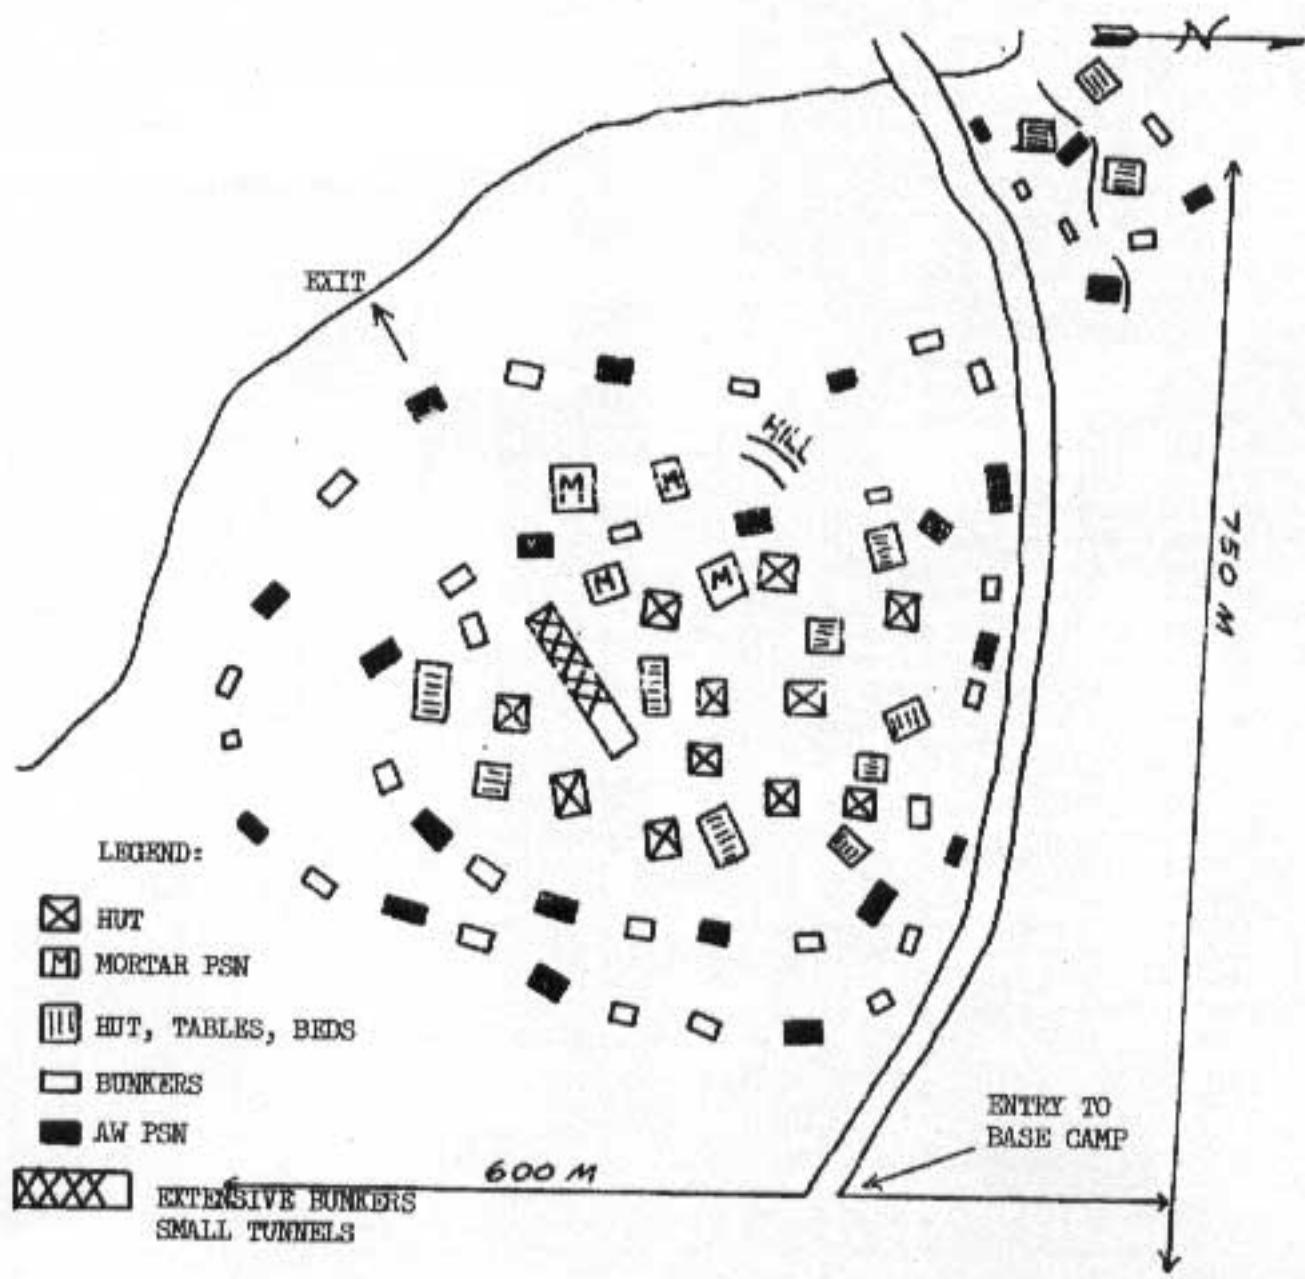 N
EXIT
HILL
M
M
M
M
750 M
LEGEND:
HUT
M MORTAR PSN
HUT, TABLES, BEDS
BUNKERS
AW PSN
EXTENSIVE BUNKERS
SMALL TUNNELS
600 M
ENTRY TO
BASE CAMP